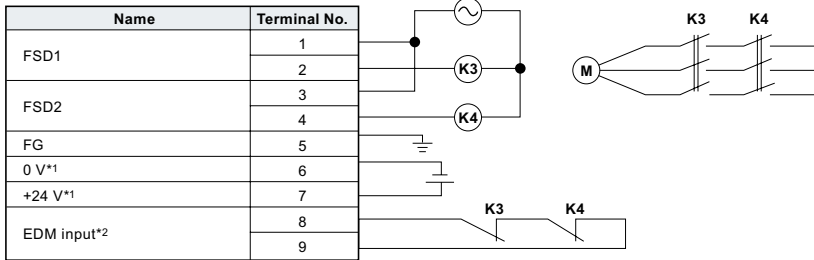 Name Terminal No.
FSD1 1
2
FSD2 3
4
FG 5
0 V*1 6
+24 V*1 7
EDM input*2 8
9
K3
K4
K3 K4
M
K3 K4